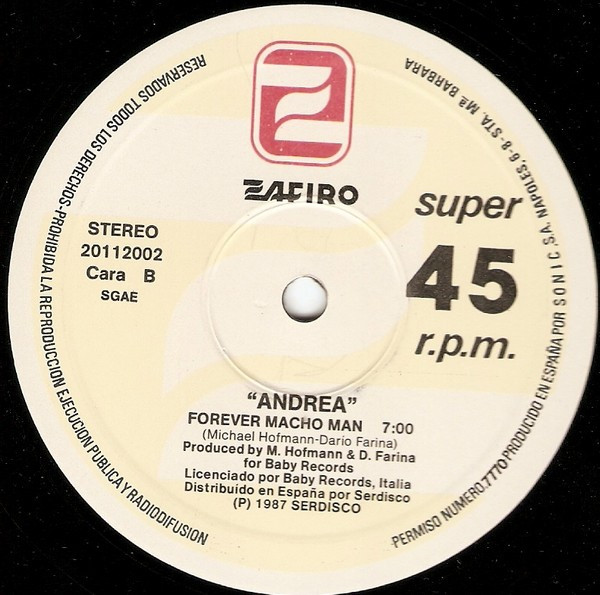 ZAFIRO
super
45
r.p.m.
STEREO
20112002
Cara B
SGAE
"ANDREA"
FOREVER MACHO MAN 7:00
(Michael Hofmann-Dario Farina)
Produced by M. Hofmann & D. Farina
for Baby Records
Licenciado por Baby Records, Italia
Distribuido en España por Serdisco
(P) 1987 SERDISCO
RESERVADOS TODOS LOS DERECHOS-PROHIBIDA LA REPRODUCCION EJECUCION PUBLICA Y RADIODIFUSION
PERMISO NUMERO.7770 PRODUCIDO EN ESPAÑA POR SONIC, S.A. NAPOLES, 6-8-STA. Mª BARBARA